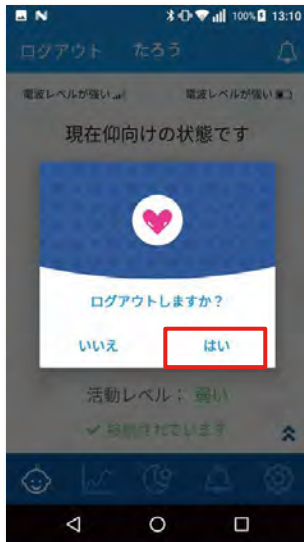 100% 13:10
ログアウト たろう
電波レベルが強い 電波レベルが強い
現在仰向けの状態です
ログアウトしますか？
いいえ はい
活動レベル： 弱い
接続されています